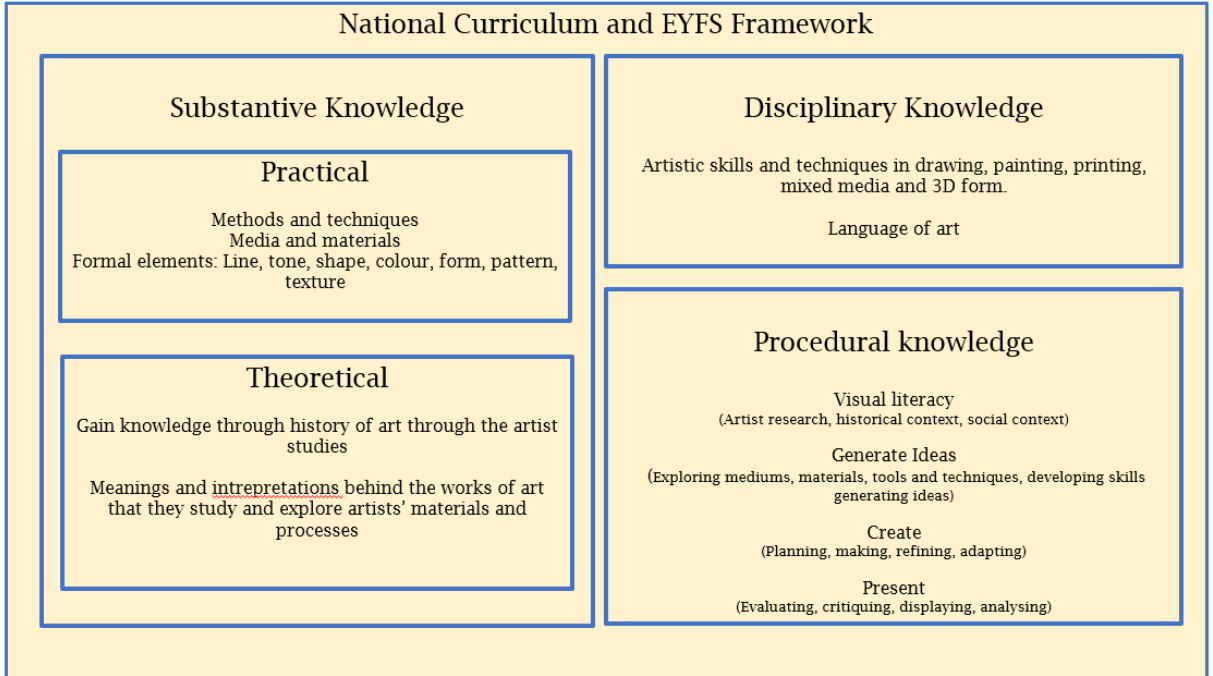 National Curriculum and EYFS Framework
Substantive Knowledge
Practical
Methods and techniques
Media and materials
Formal elements: Line, tone, shape, colour, form, pattern,
texture
Theoretical
Gain knowledge through history of art through the artist
studies
Meanings and intrepretations behind the works of art
that they study and explore artists’ materials and
processes
Disciplinary Knowledge
Artistic skills and techniques in drawing, painting, printing,
mixed media and 3D form.
Language of art
Procedural knowledge
Visual literacy
(Artist research, historical context, social context)
Generate Ideas
(Exploring mediums, materials, tools and techniques, developing skills
generating ideas)
Create
(Planning, making, refining, adapting)
Present
(Evaluating, critiquing, displaying, analysing)